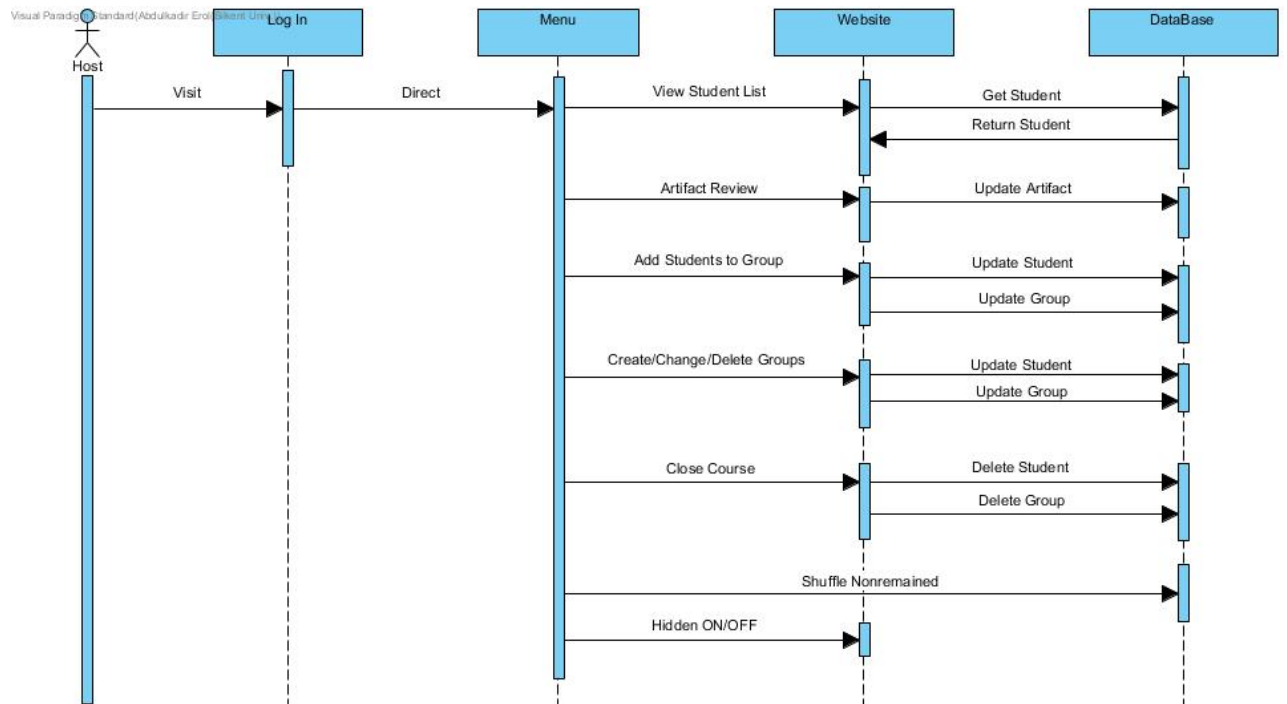 Visual Paradigm Standard(Abdulkadir Erol(Bilkent Univ.))
Log In
Menu
Website
DataBase
Host
Visit
Direct
View Student List
Get Student
Return Student
Artifact Review
Update Artifact
Add Students to Group
Update Student
Update Group
Create/Change/Delete Groups
Update Student
Update Group
Close Course
Delete Student
Delete Group
Shuffle Nonremained
Hidden ON/OFF